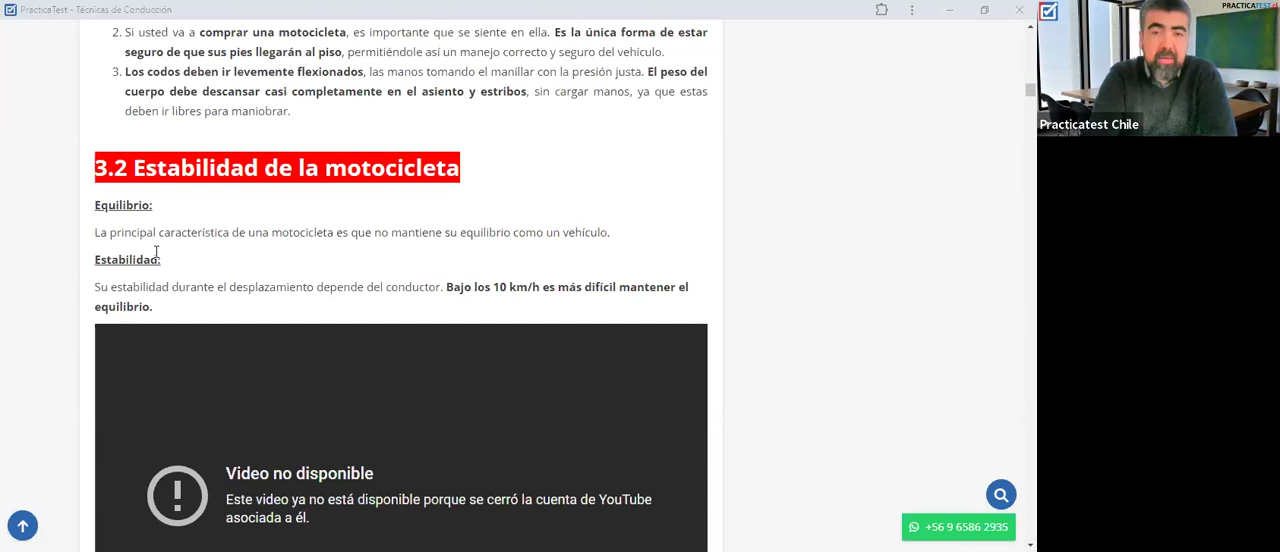 PracticaTest - Técnicas de Conducción
PRACTICATEST.cl
2. Si usted va a comprar una motocicleta, es importante que se siente en ella. Es la única forma de estar
seguro de que sus pies llegarán al piso, permitiéndole así un manejo correcto y seguro del vehículo.
3. Los codos deben ir levemente flexionados, las manos tomando el manillar con la presión justa. El peso del
cuerpo debe descansar casi completamente en el asiento y estribos, sin cargar manos, ya que estas
deben ir libres para maniobrar.
Practicatest Chile
3.2 Estabilidad de la motocicleta
Equilibrio:
La principal característica de una motocicleta es que no mantiene su equilibrio como un vehículo.
Estabilidad:
Su estabilidad durante el desplazamiento depende del conductor. Bajo los 10 km/h es más difícil mantener el
equilibrio.
Video no disponible
Este video ya no está disponible porque se cerró la cuenta de YouTube
asociada a él.
+56 9 6586 2935